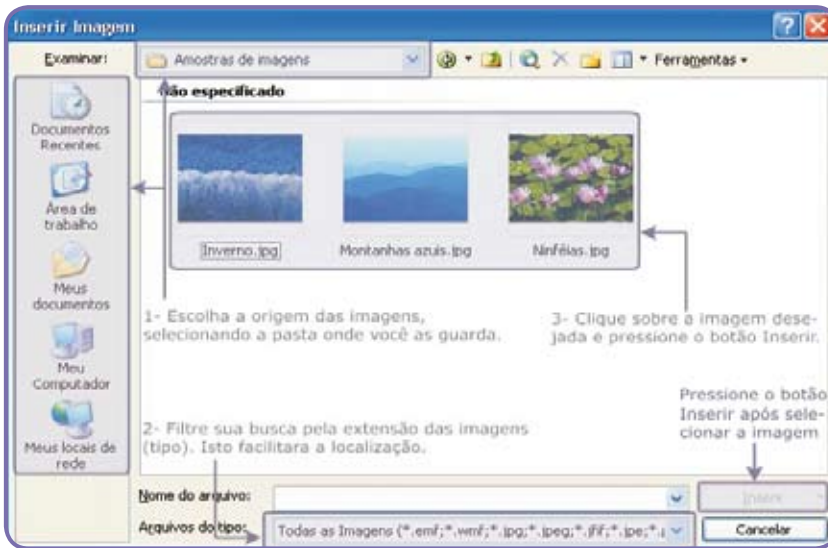 Inserir Imagem
Examinar:
Amostras de imagens
Ferramentas
Não especificado
Documentos
Recentes
Área de
trabalho
Meus
documentos
Meu
Computador
Meus locais de
rede
Inverno.jpg
Montanhas azuis.jpg
Ninféias.jpg
1- Escolha a origem das imagens,
selecionando a pasta onde você as guarda.
3- Clique sobre a imagem dese-
jada e pressione o botão Inserir.
Pressione o botão
Inserir após sele-
cionar a imagem
2- Filtre sua busca pela extensão das imagens
(tipo). Isto facilitara a localização.
Nome do arquivo:
Inserir
Arquivos do tipo:
Todas as Imagens (*.emf;*.wmf;*.jpg;*.jpeg;*.jfif;*.jpe;*.
Cancelar